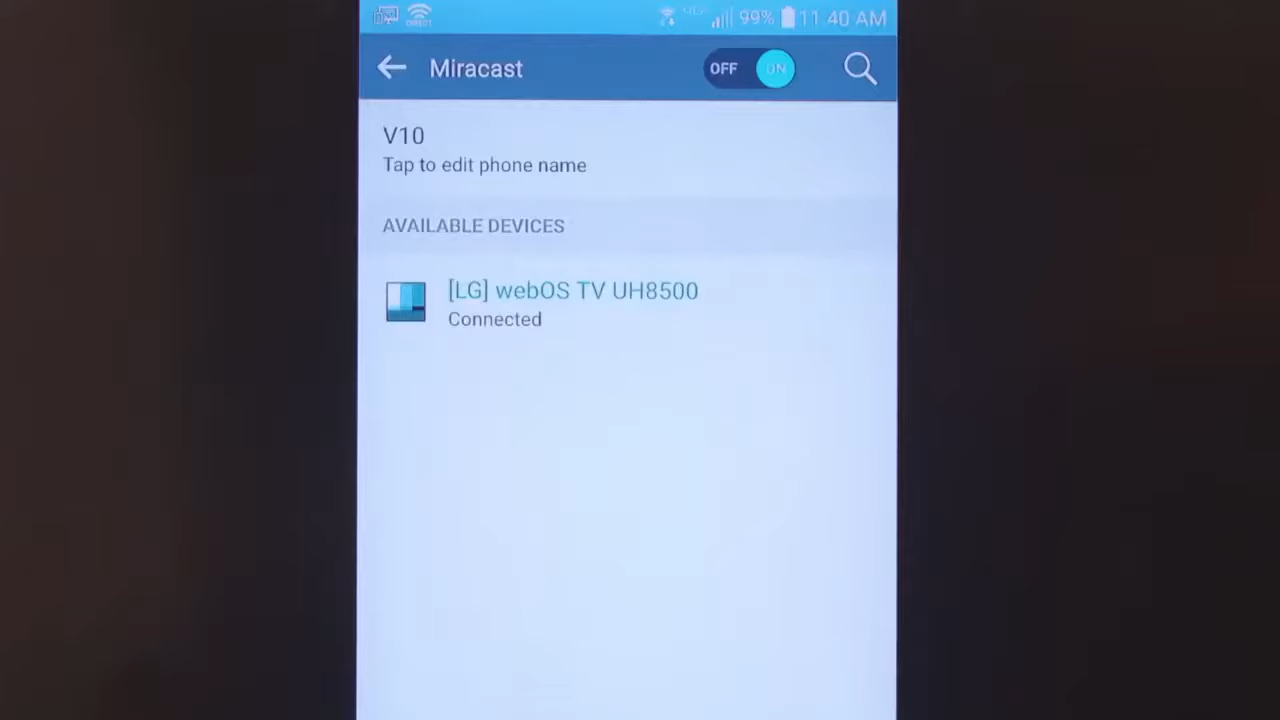 DIRECT 99% 11:40 AM
Miracast OFF ON
V10
Tap to edit phone name
AVAILABLE DEVICES
[LG] webOS TV UH8500
Connected